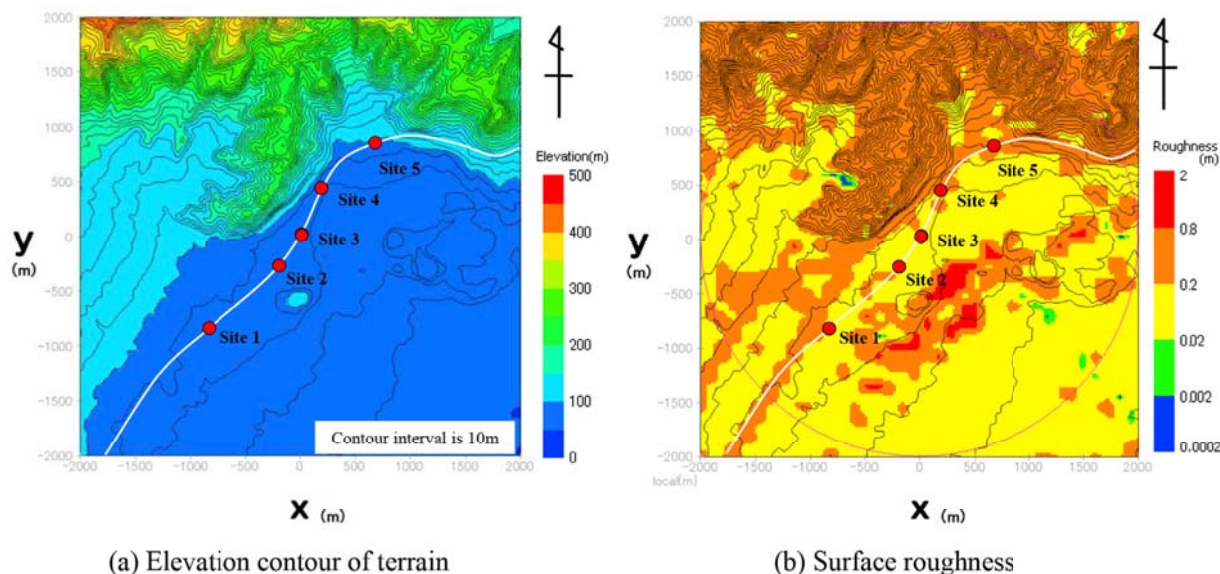 2000
1500
1000
500
0
−500
−1000
−1500
−2000
y
(m)
−2000 −1500 −1000 −500 0 500 1000 1500 2000
x (m)
Elevation(m)
500
400
300
200
100
0
Site 5
Site 4
Site 3
Site 2
Site 1
Contour interval is 10m
(a) Elevation contour of terrain
2000
1500
1000
500
0
−500
−1000
−1500
−2000
y
(m)
−2000 −1500 −1000 −500 0 500 1000 1500 2000
local(m)
x (m)
Roughness
(m)
2
0.8
0.2
0.02
0.002
0.0002
Site 5
Site 4
Site 3
Site 2
Site 1
(b) Surface roughness